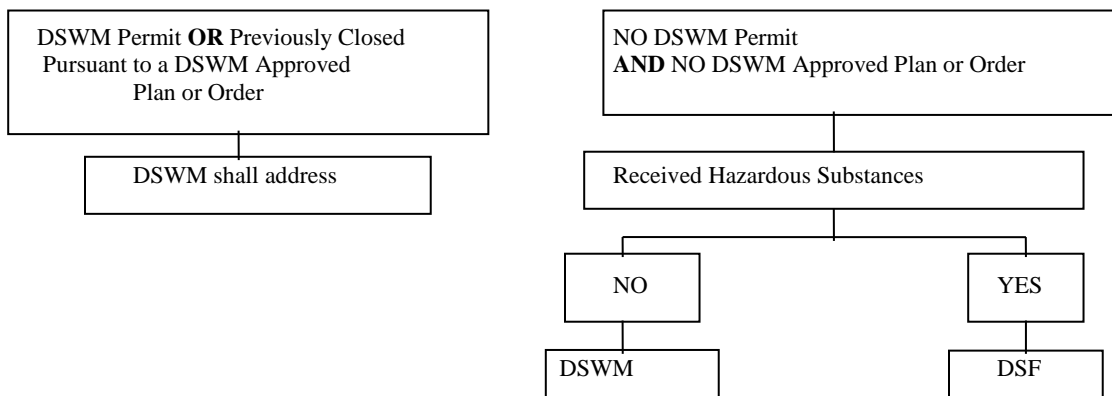 DSWM Permit OR Previously Closed
Pursuant to a DSWM Approved
Plan or Order
DSWM shall address
NO DSWM Permit
AND NO DSWM Approved Plan or Order
Received Hazardous Substances
NO
YES
DSWM
DSF